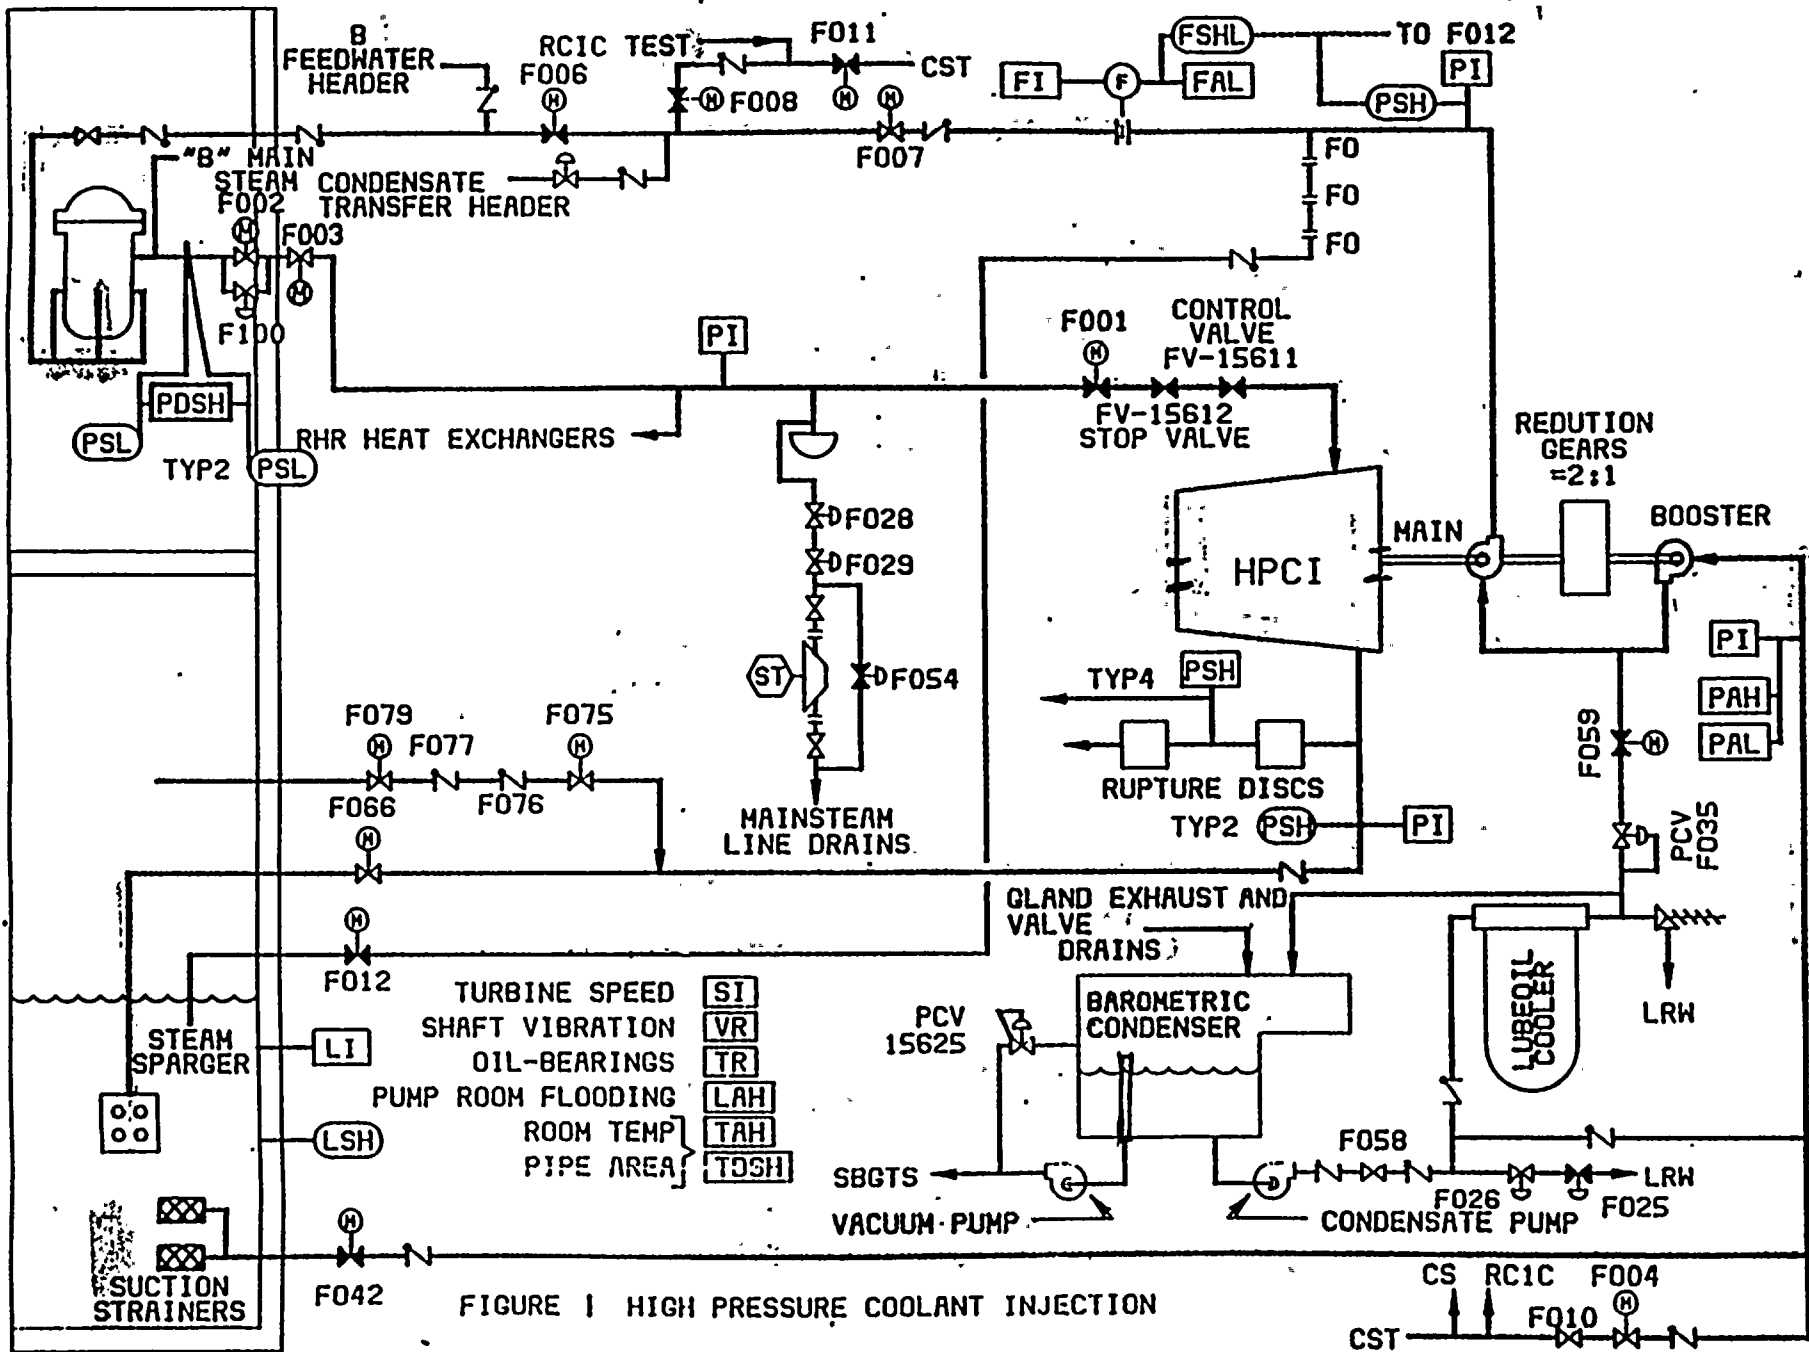 B
FEEDWATER
HEADER
RCIC TEST
F011
CST
F006
M
M
F008
M
M
FSHL
TO F012
FI
F
FAL
PI
PSH
F007
"B" MAIN
STEAM
CONDENSATE
TRANSFER HEADER
FO
FO
FO
F002
M
F003
M
F100
PDSH
PSL
TYP2
PSL
RHR HEAT EXCHANGERS
PI
F001
M
CONTROL
VALVE
FV-15611
FV-15612
STOP VALVE
REDUTION
GEARS
=2:1
MAIN
BOOSTER
HPCI
F028
F029
ST
F054
MAINSTEAM
LINE DRAINS
PI
PAH
PAL
TYP4
PSH
RUPTURE DISCS
TYP2
PSH
PI
F059
M
PCV
F035
F079
M
F077
F075
M
F076
F066
M
M
F012
GLAND EXHAUST AND
VALVE
DRAINS
LUBEOIL
COOLER
LRW
STEAM
SPARGER
LI
LSH
TURBINE SPEED SI
SHAFT VIBRATION VR
OIL-BEARINGS TR
PUMP ROOM FLOODING LAH
ROOM TEMP TAH
PIPE AREA TDSH
PCV
15625
BAROMETRIC
CONDENSER
SBGTS
VACUUM PUMP
CONDENSATE PUMP
F058
F026
F025
LRW
SUCTION
STRAINERS
M
F042
CS
RCIC
F004
M
F010
CST
FIGURE 1 HIGH PRESSURE COOLANT INJECTION